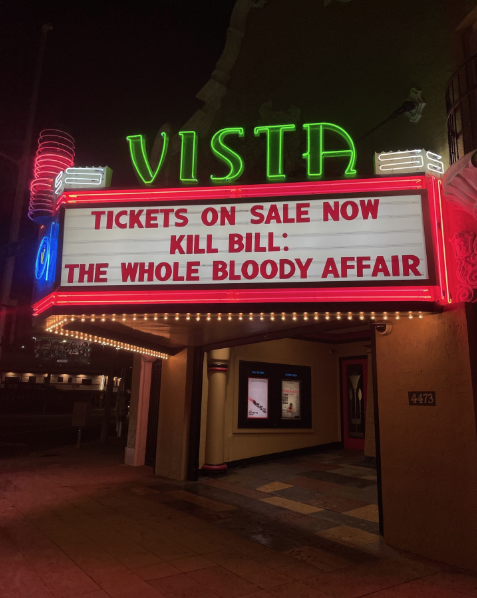 VISTA
TICKETS ON SALE NOW
KILL BILL:
THE WHOLE BLOODY AFFAIR
4473